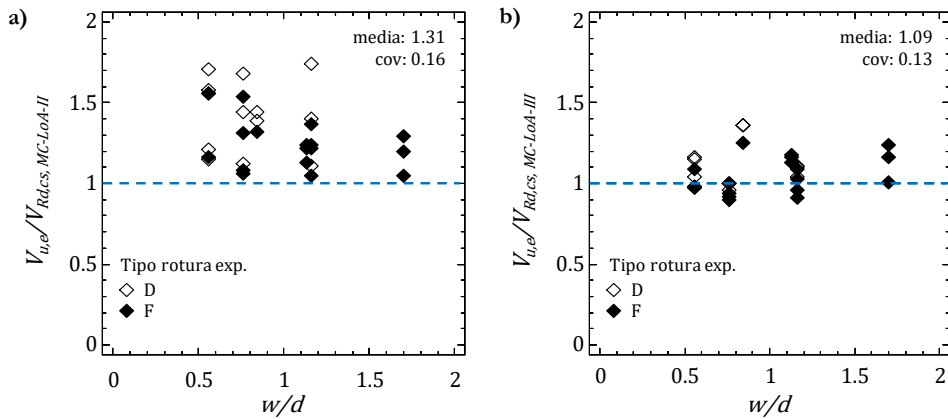 a)
2
1.5
1
0.5
0
V_{u,e}/V_{Rd,cs, MC-LoA-II}
media: 1.31
cov: 0.16
Tipo rotura exp.
D
F
0
0.5
1
1.5
2
w/d
b)
2
1.5
1
0.5
0
V_{u,e}/V_{Rd,cs, MC-LoA-III}
media: 1.09
cov: 0.13
Tipo rotura exp.
D
F
0
0.5
1
1.5
2
w/d